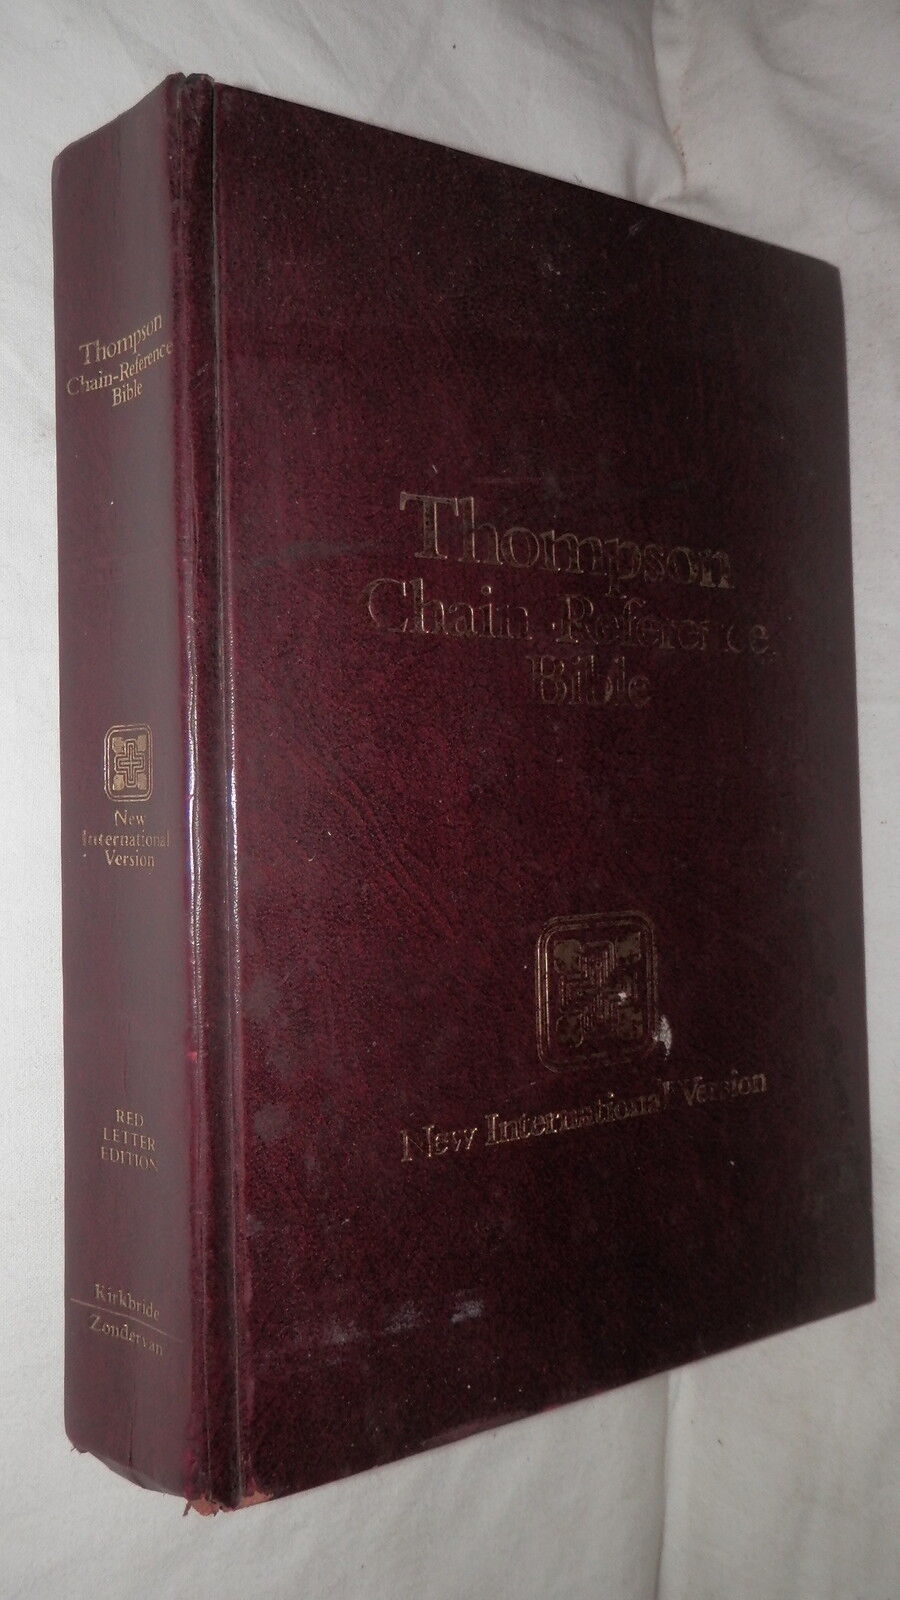 Thompson
Chain-Reference
Bible
New
International
Version
RED
LETTER
EDITION
Kirkbride
Zondervan
Thompson
Chain-Reference
Bible
New International Version